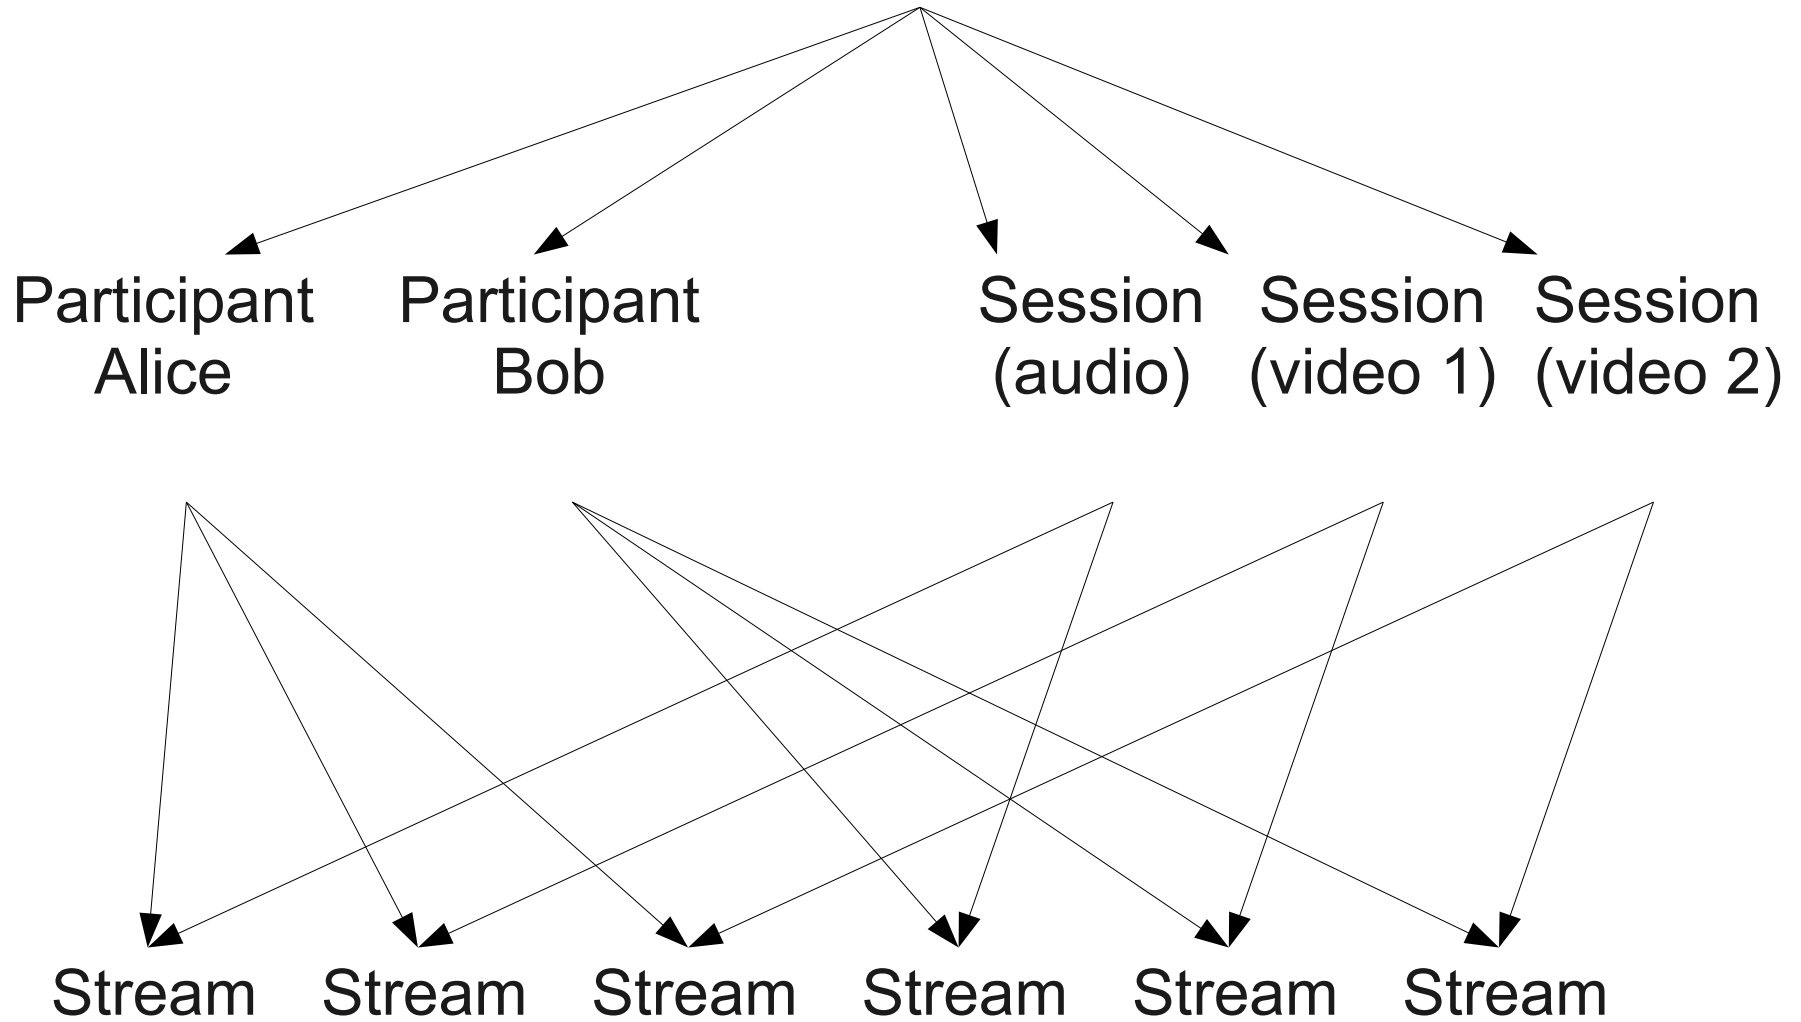 Participant
Alice
Participant
Bob
Session
(audio)
Session
(video 1)
Session
(video 2)
Stream
Stream
Stream
Stream
Stream
Stream